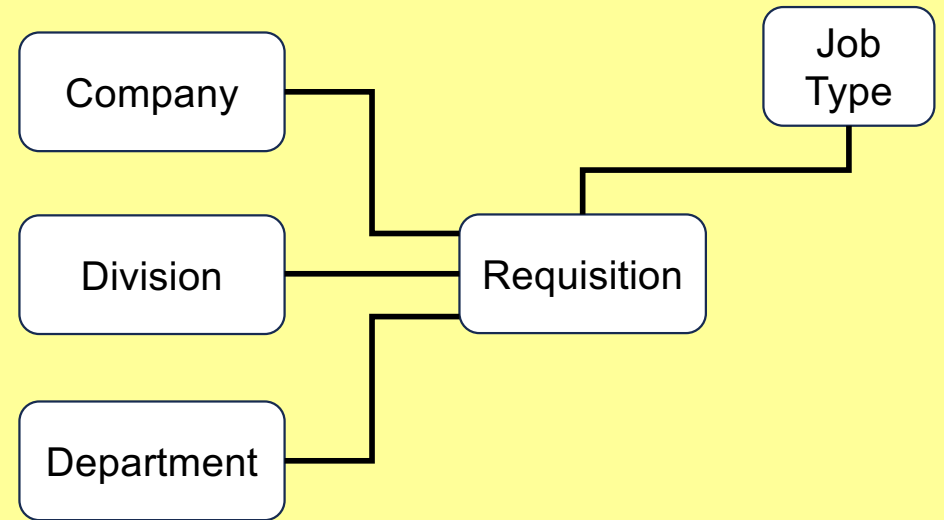 Company
Job
Type
Division
Requisition
Department